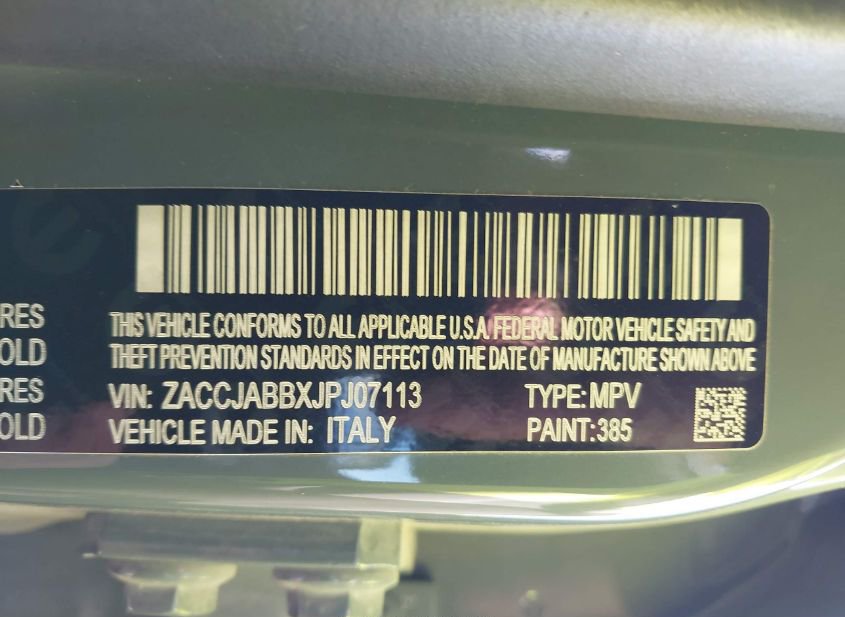 THIS VEHICLE CONFORMS TO ALL APPLICABLE U.S.A. FEDERAL MOTOR VEHICLE SAFETY AND
THEFT PREVENTION STANDARDS IN EFFECT ON THE DATE OF MANUFACTURE SHOWN ABOVE
RES
OLD
RES
OLD
VIN: ZACCJABBXJPJ07113 TYPE: MPV
VEHICLE MADE IN: ITALY PAINT: 385